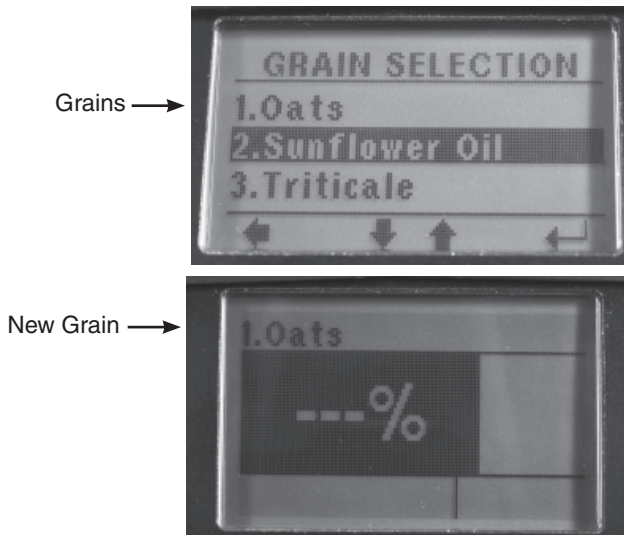 Grains
GRAIN SELECTION
1.Oats
2.Sunflower Oil
3.Triticale
New Grain
1.Oats
---%